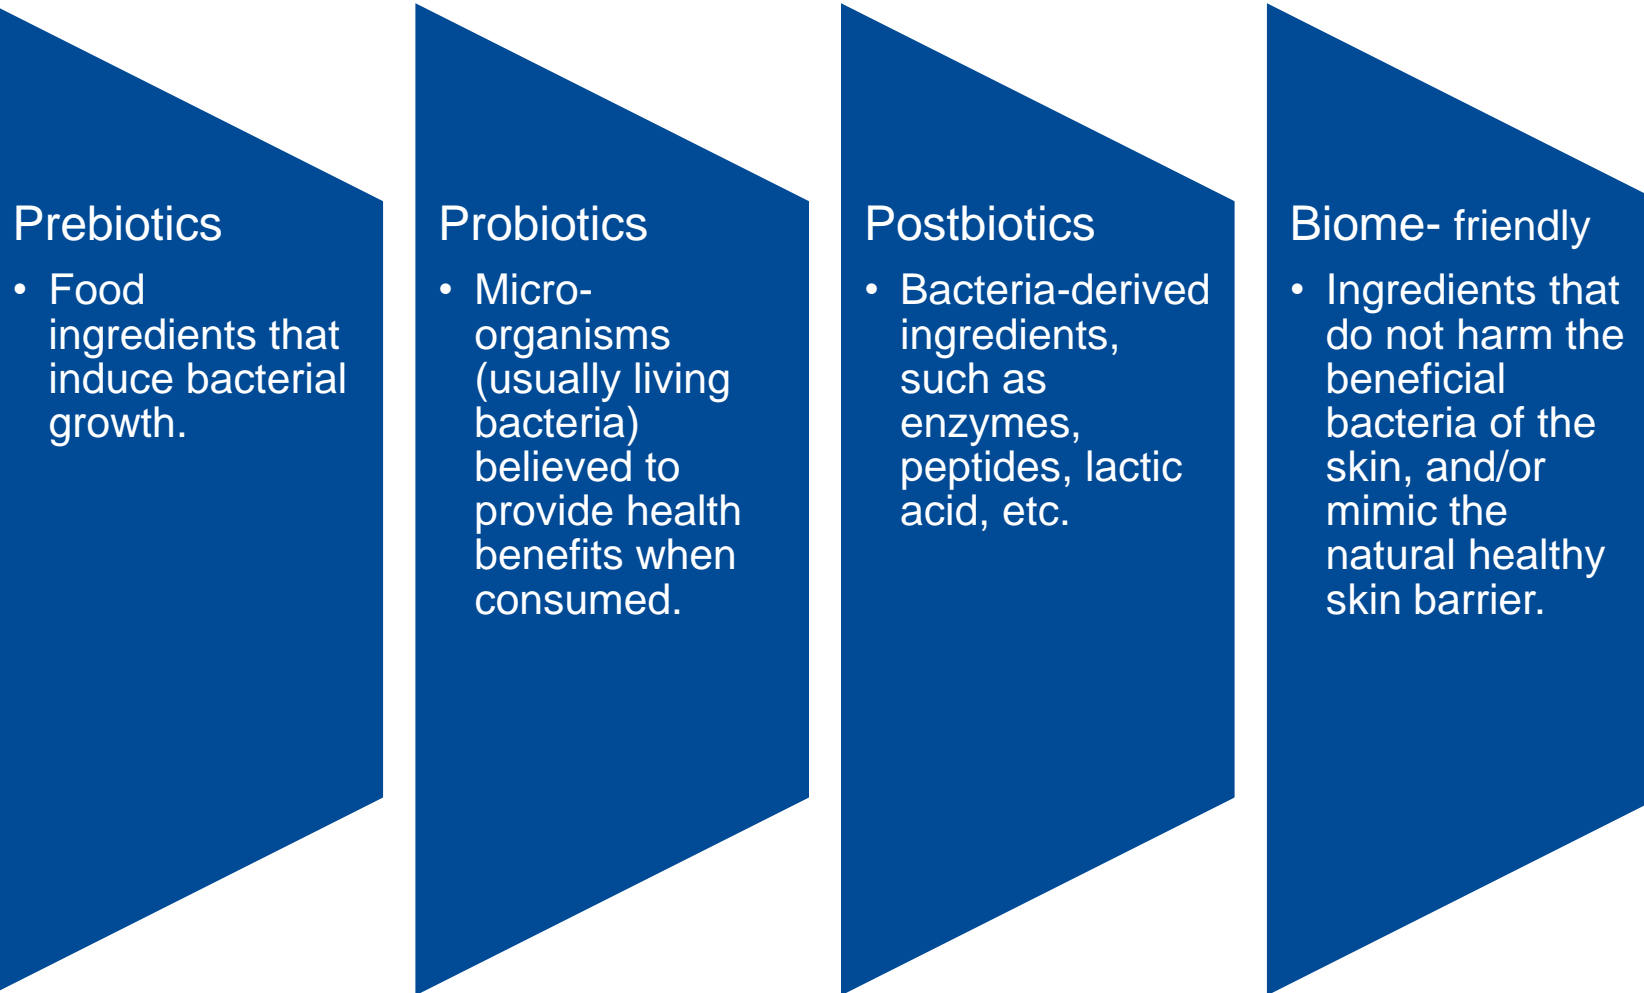 Prebiotics
• Food
ingredients that
induce bacterial
growth.
Probiotics
• Micro-
organisms
(usually living
bacteria)
believed to
provide health
benefits when
consumed.
Postbiotics
• Bacteria-derived
ingredients,
such as
enzymes,
peptides, lactic
acid, etc.
Biome- friendly
• Ingredients that
do not harm the
beneficial
bacteria of the
skin, and/or
mimic the
natural healthy
skin barrier.